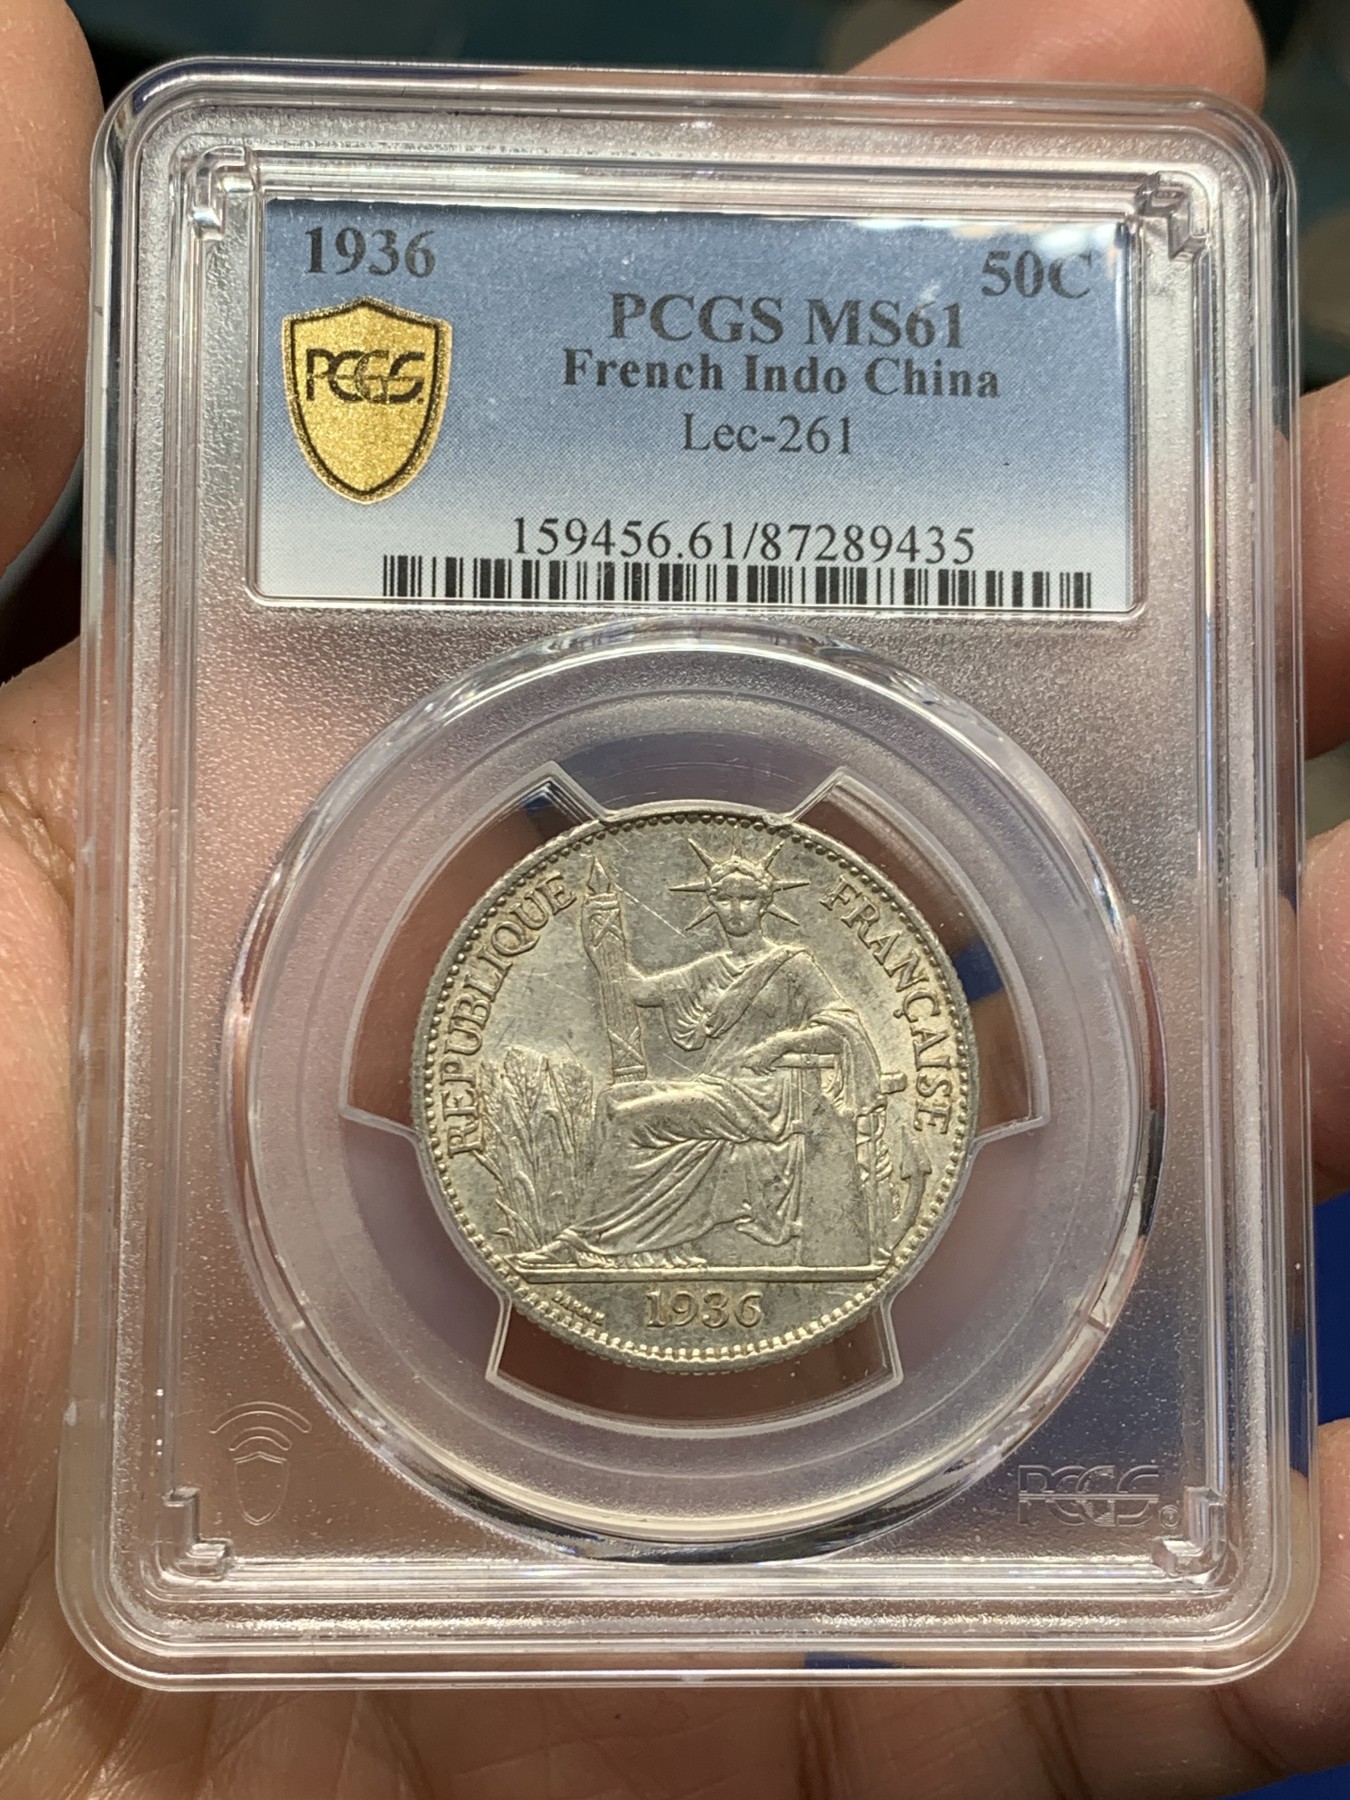 1936
50C
PCGS MS61
French Indo China
Lec-261
PCGS
159456.61/87289435
REPUBLIQUE FRANÇAISE
1936
PCGS